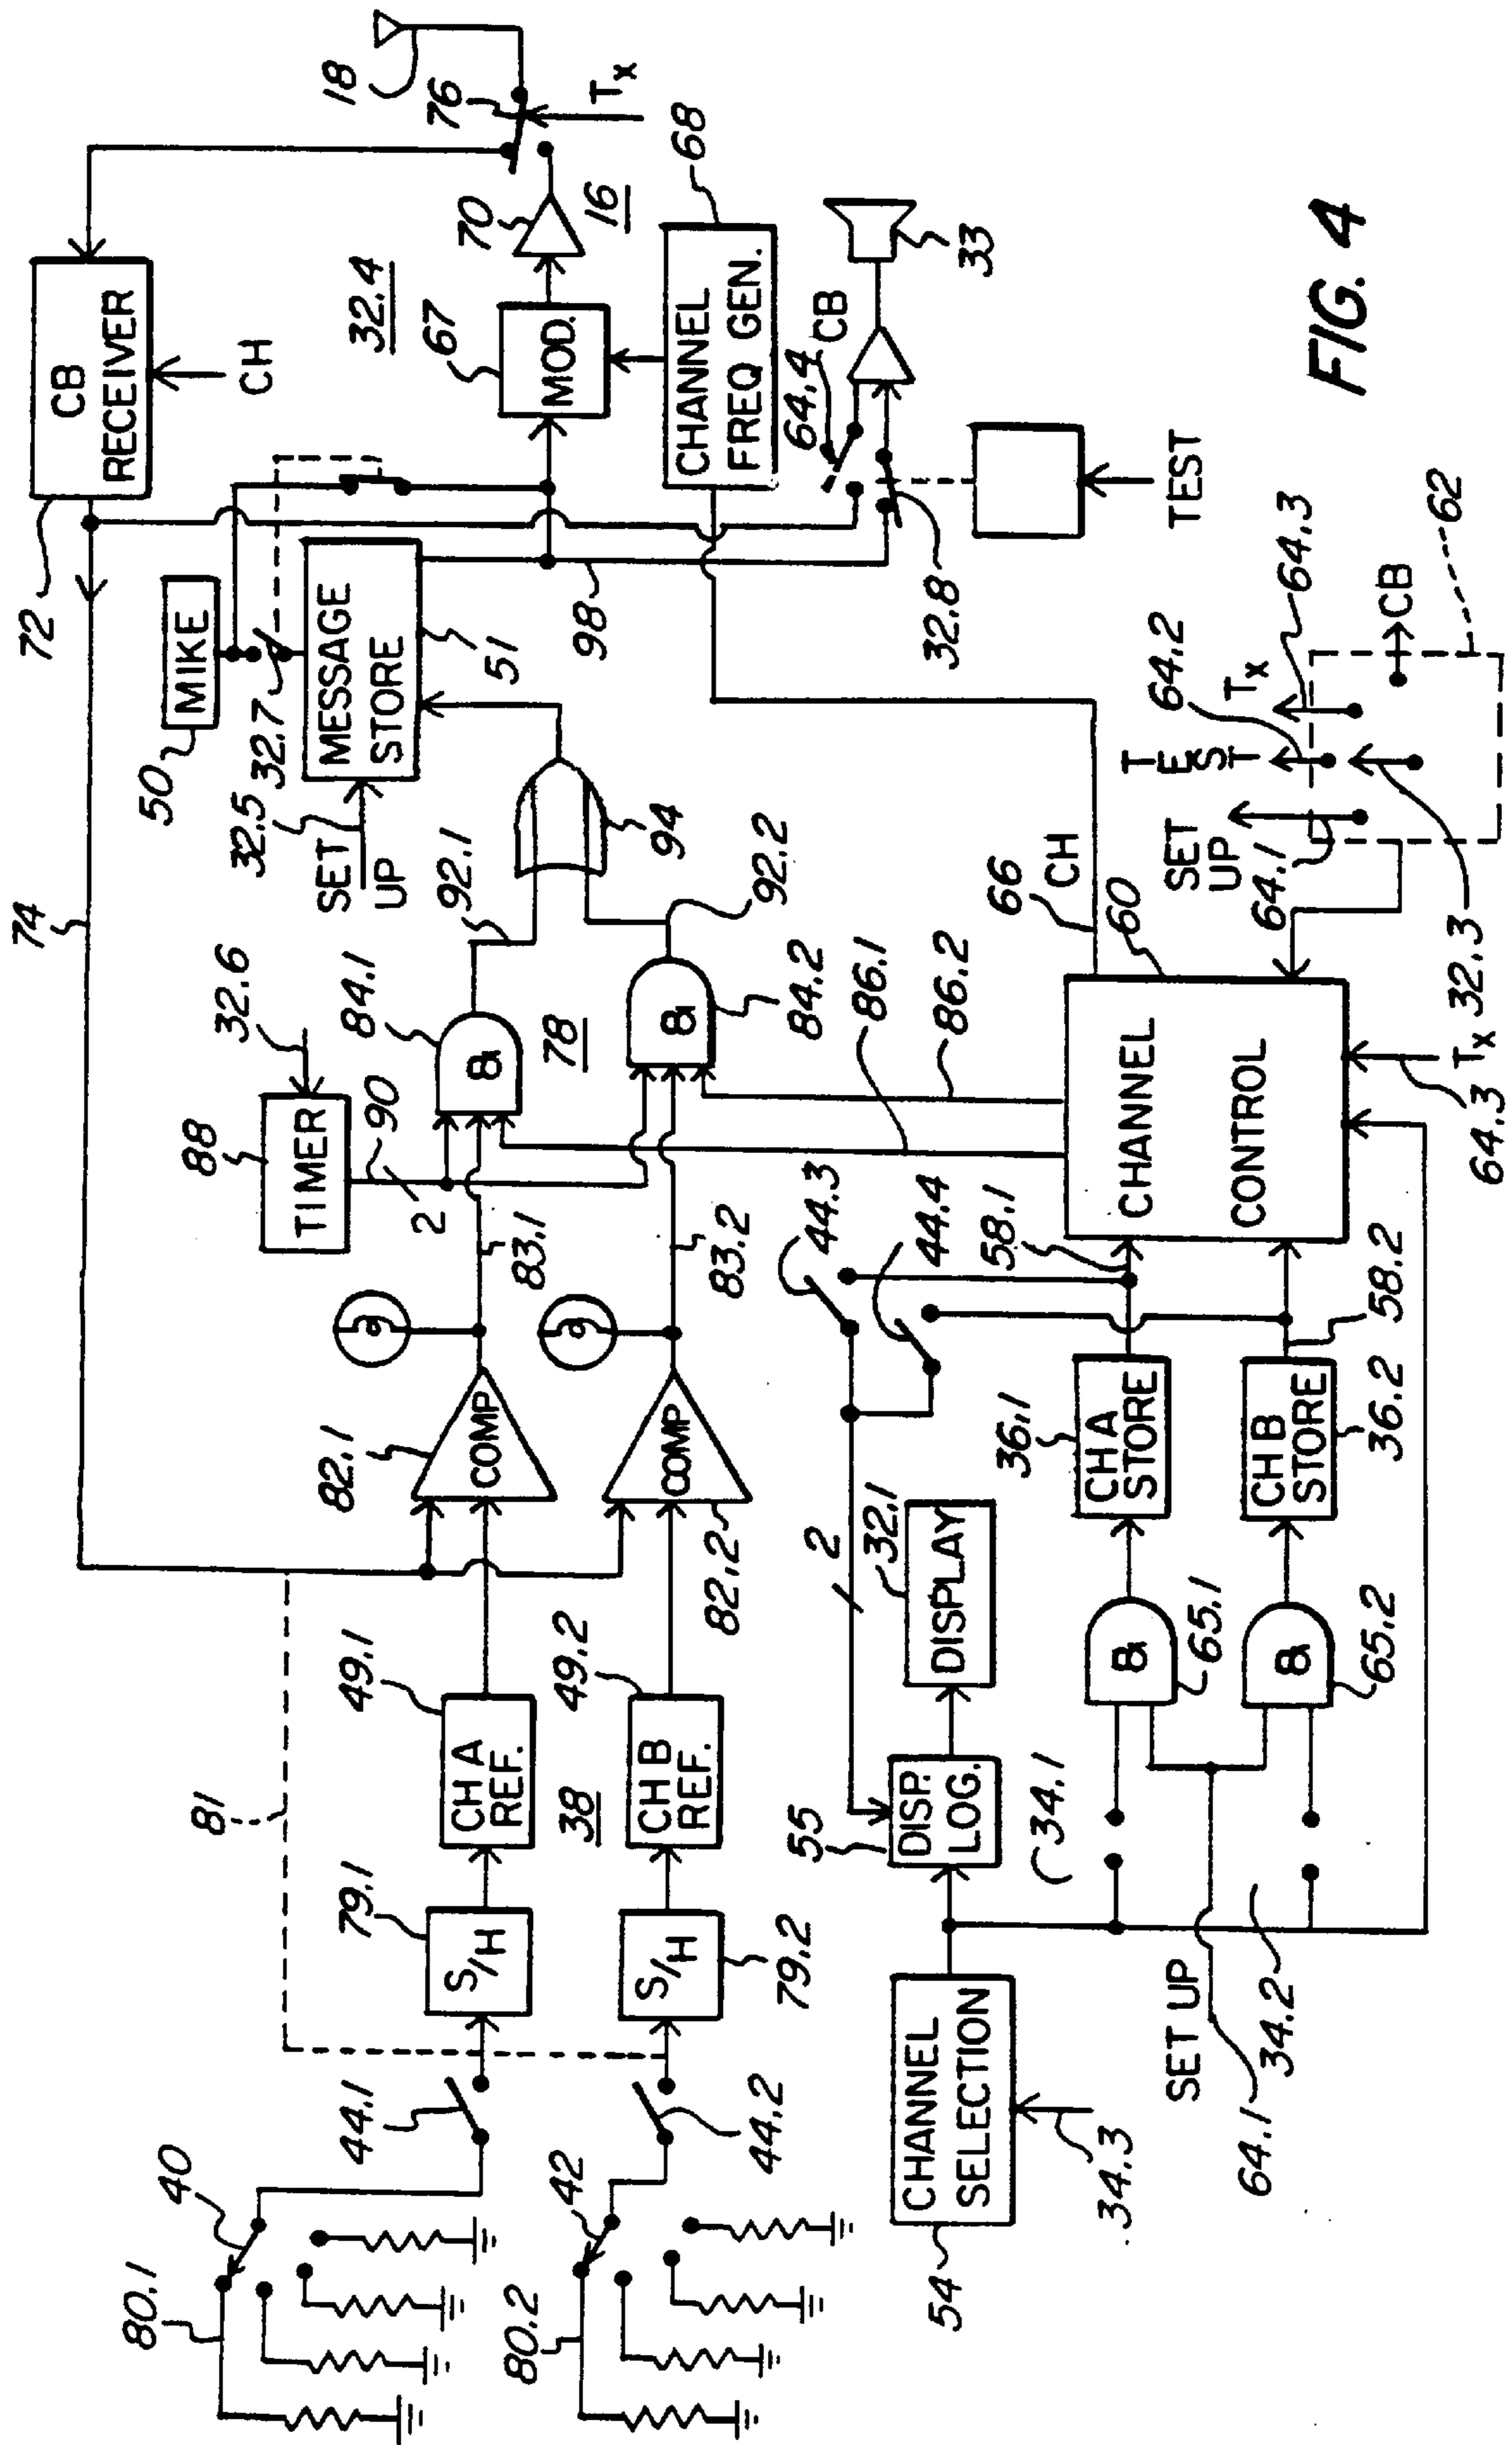 FIG. 4
80.1
40
44.1
79.1
S/H
81
49.1
CH A
REF.
38
80.2
42
44.2
S/H
79.2
CH B
REF.
49.2
74
82.1
COMP
COMP
82.2
83.1
83.2
88
TIMER
32.6
90
2
84.1
&
78
&
84.2
92.1
92.2
94
86.1
86.2
50
MIKE
32.7
32.5
SET
UP
MESSAGE
STORE
51
98
72
CB
RECEIVER
CH
32.4
67
MOD.
70
16
76
18
Tx
68
CHANNEL
FREQ GEN.
64.4
CB
33
32.8
TEST
54
CHANNEL
SELECTION
34.3
55
DISP.
LOG.
DISPLAY
32.1
2
44.3
44.4
34.1
34.2
SET UP
64.1
&
65.1
&
65.2
CH A
STORE
36.1
CH B
STORE
36.2
58.1
58.2
CHANNEL
CONTROL
60
66
CH
64.3
Tx
SET
UP
64.1
TEST
64.2
Tx
64.3
CB
62
32.3